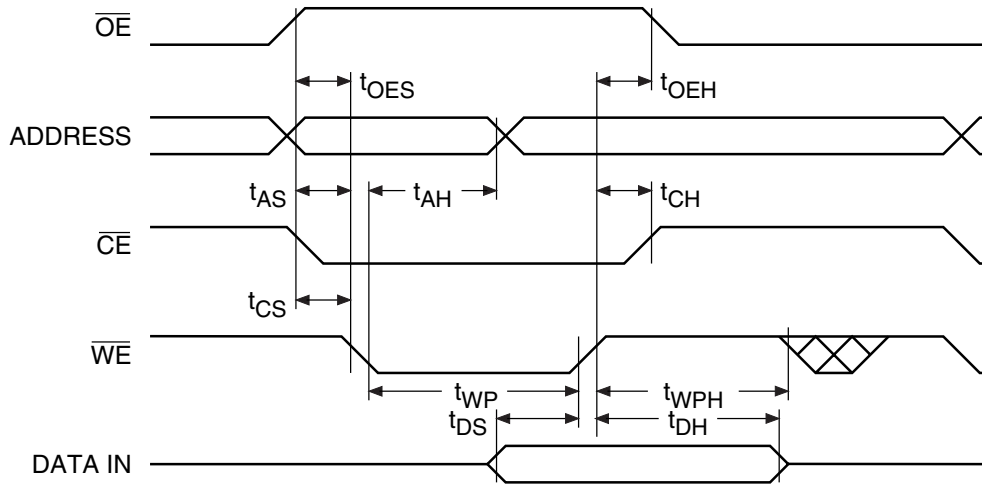 OE
tOES
tOEH
ADDRESS
tAS
tAH
tCH
CE
tCS
WE
tWP
tWPH
tDS
tDH
DATA IN